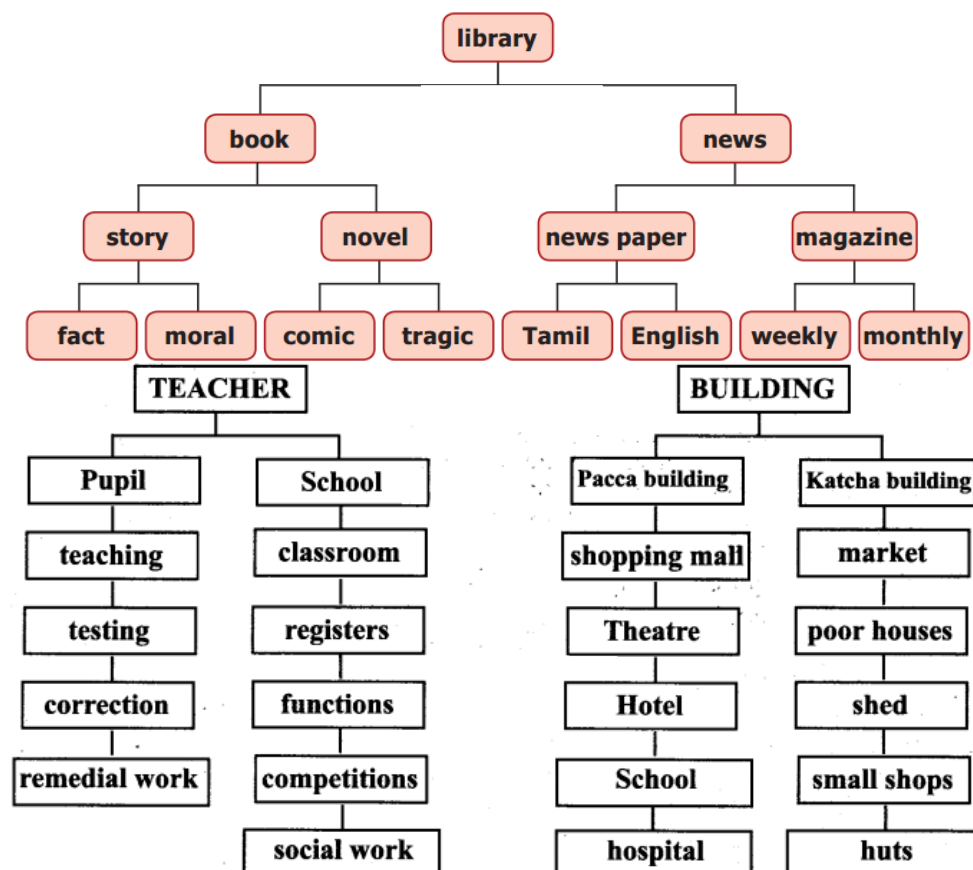 library
book news
story novel news paper magazine
fact moral comic tragic Tamil English weekly monthly
TEACHER BUILDING
Pupil School Pacca building Katcha building
teaching classroom shopping mall market
testing registers Theatre poor houses
correction functions Hotel shed
remedial work competitions School small shops
social work hospital huts